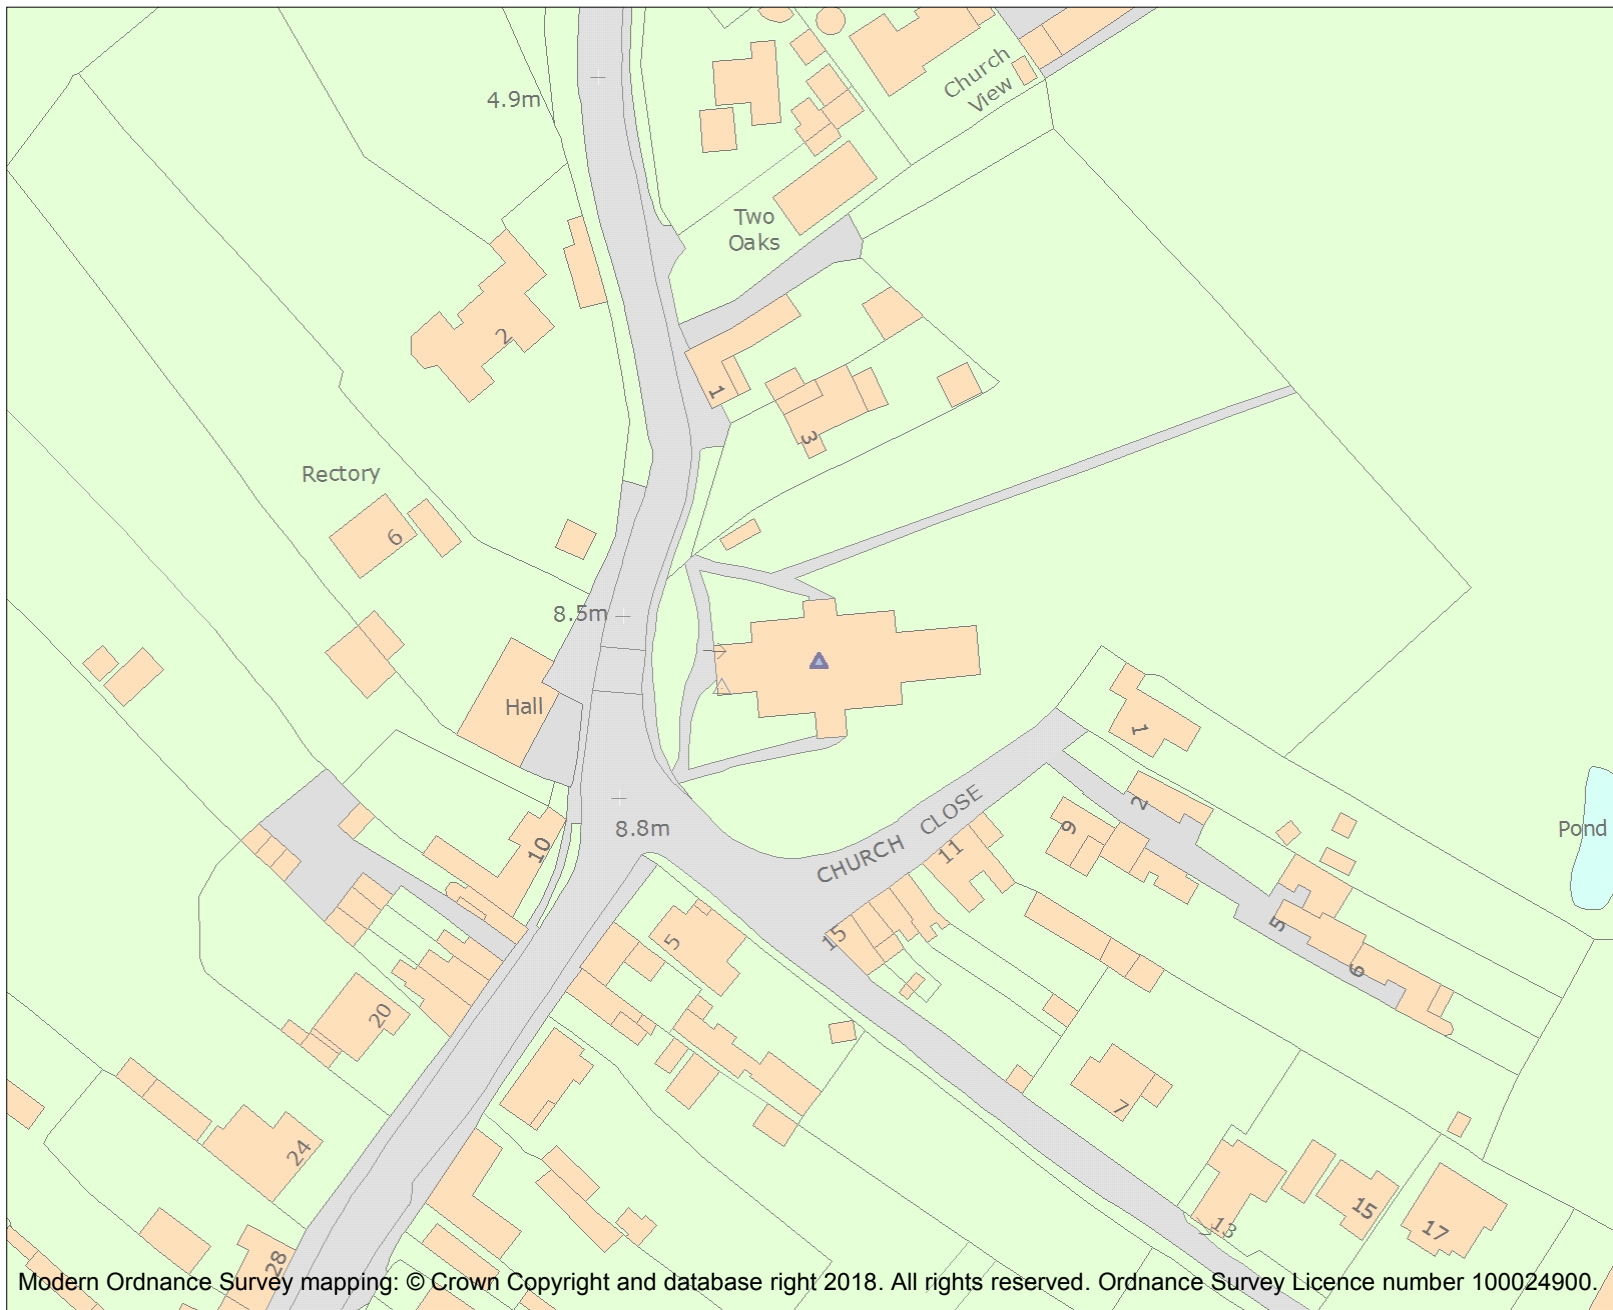 4.9m
Church
View
Two
Oaks
2
1
3
Rectory
6
8.5m
Hall
1
8.8m
10
CHURCH CLOSE
2
9
11
Pond
5
15
5
6
20
7
24
13
15
17
28
Modern Ordnance Survey mapping: © Crown Copyright and database right 2018. All rights reserved. Ordnance Survey Licence number 100024900.